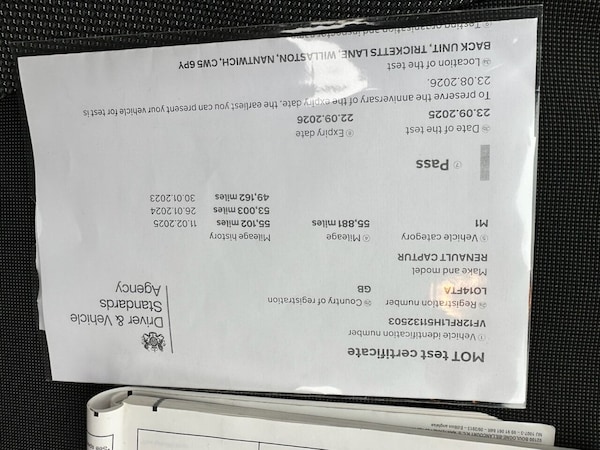 MOT test certificate
① Vehicle identification number
VF12RFL1H51132503
Registration number
LO14FTA
Country of registration
GB
Make and model
RENAULT CAPTUR
Vehicle category
M1
Mileage
55,881 miles
Mileage history
55,102 miles 11.02.2025
53,003 miles 26.01.2024
49,162 miles 30.01.2023
Driver & Vehicle
Standards
Agency
Pass
Date of the test
23.09.2025
Expiry date
22.09.2026
To preserve the anniversary of the expiry date, the earliest you can present your vehicle for test is
23.08.2026.
Location of the test
BACK UNIT, TRICKETTS LANE, WILLASTON, NANTWICH, CW5 6PY